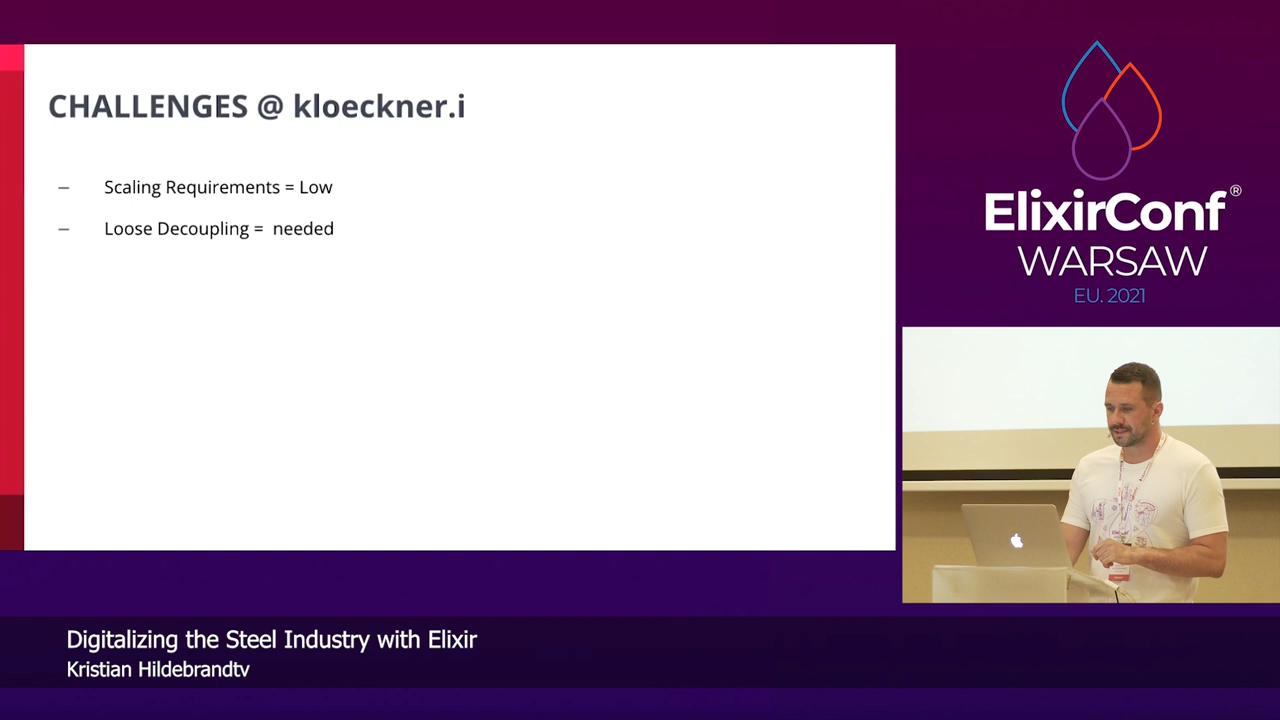 CHALLENGES @ kloeckner.i
– Scaling Requirements = Low
– Loose Decoupling = needed
ElixirConf®
WARSAW
EU. 2021
Digitalizing the Steel Industry with Elixir
Kristian Hildebrandtv